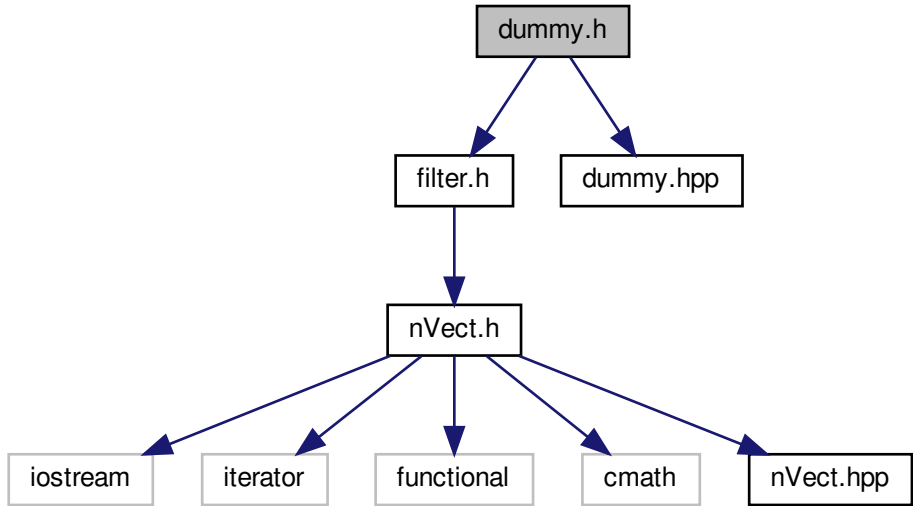 dummy.h
filter.h
dummy.hpp
nVect.h
iostream
iterator
functional
cmath
nVect.hpp